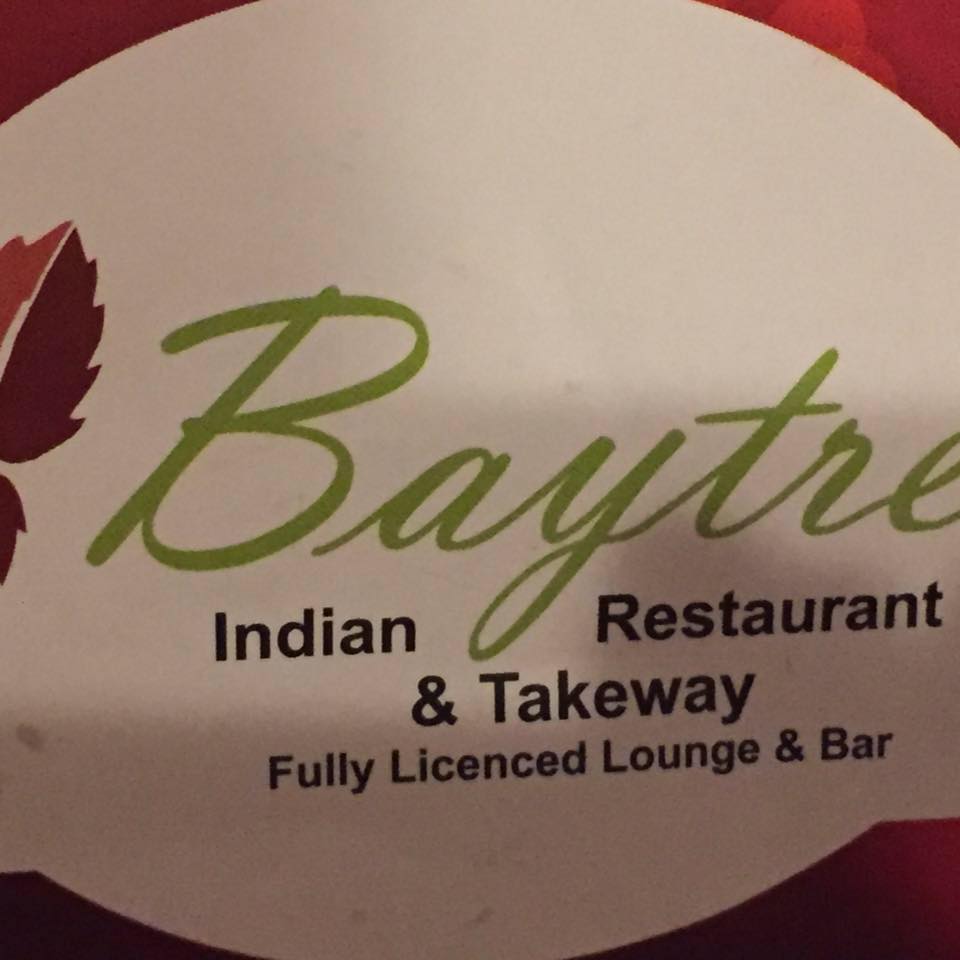 Baytre
Indian Restaurant
& Takeway
Fully Licenced Lounge & Bar